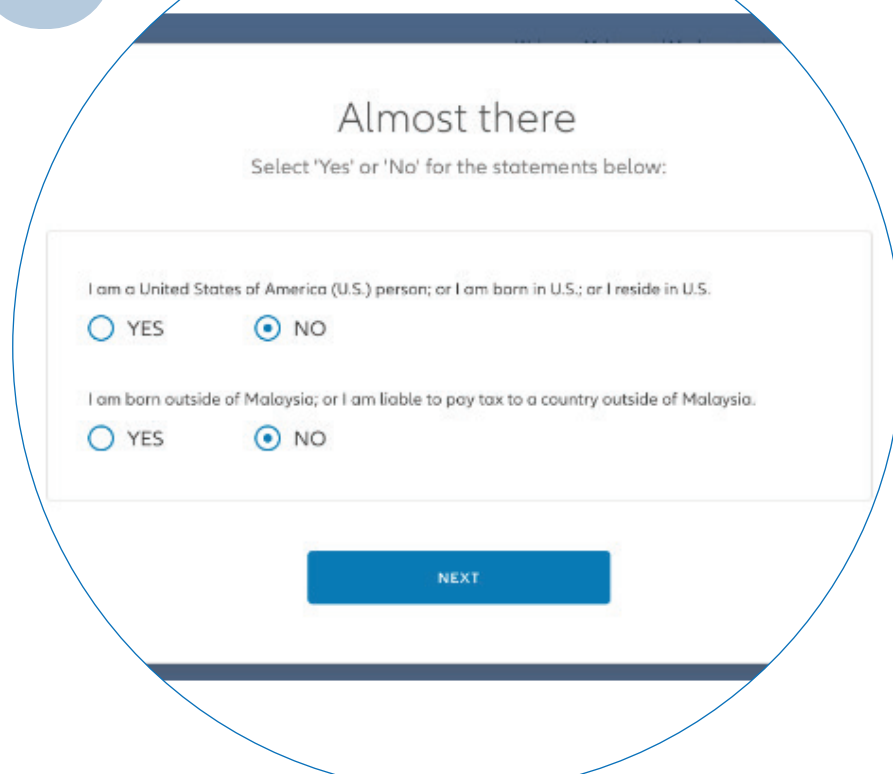 Almost there
Select 'Yes' or 'No' for the statements below:
I am a United States of America (U.S.) person; or I am born in U.S.; or I reside in U.S.
YES NO
I am born outside of Malaysia; or I am liable to pay tax to a country outside of Malaysia.
YES NO
NEXT